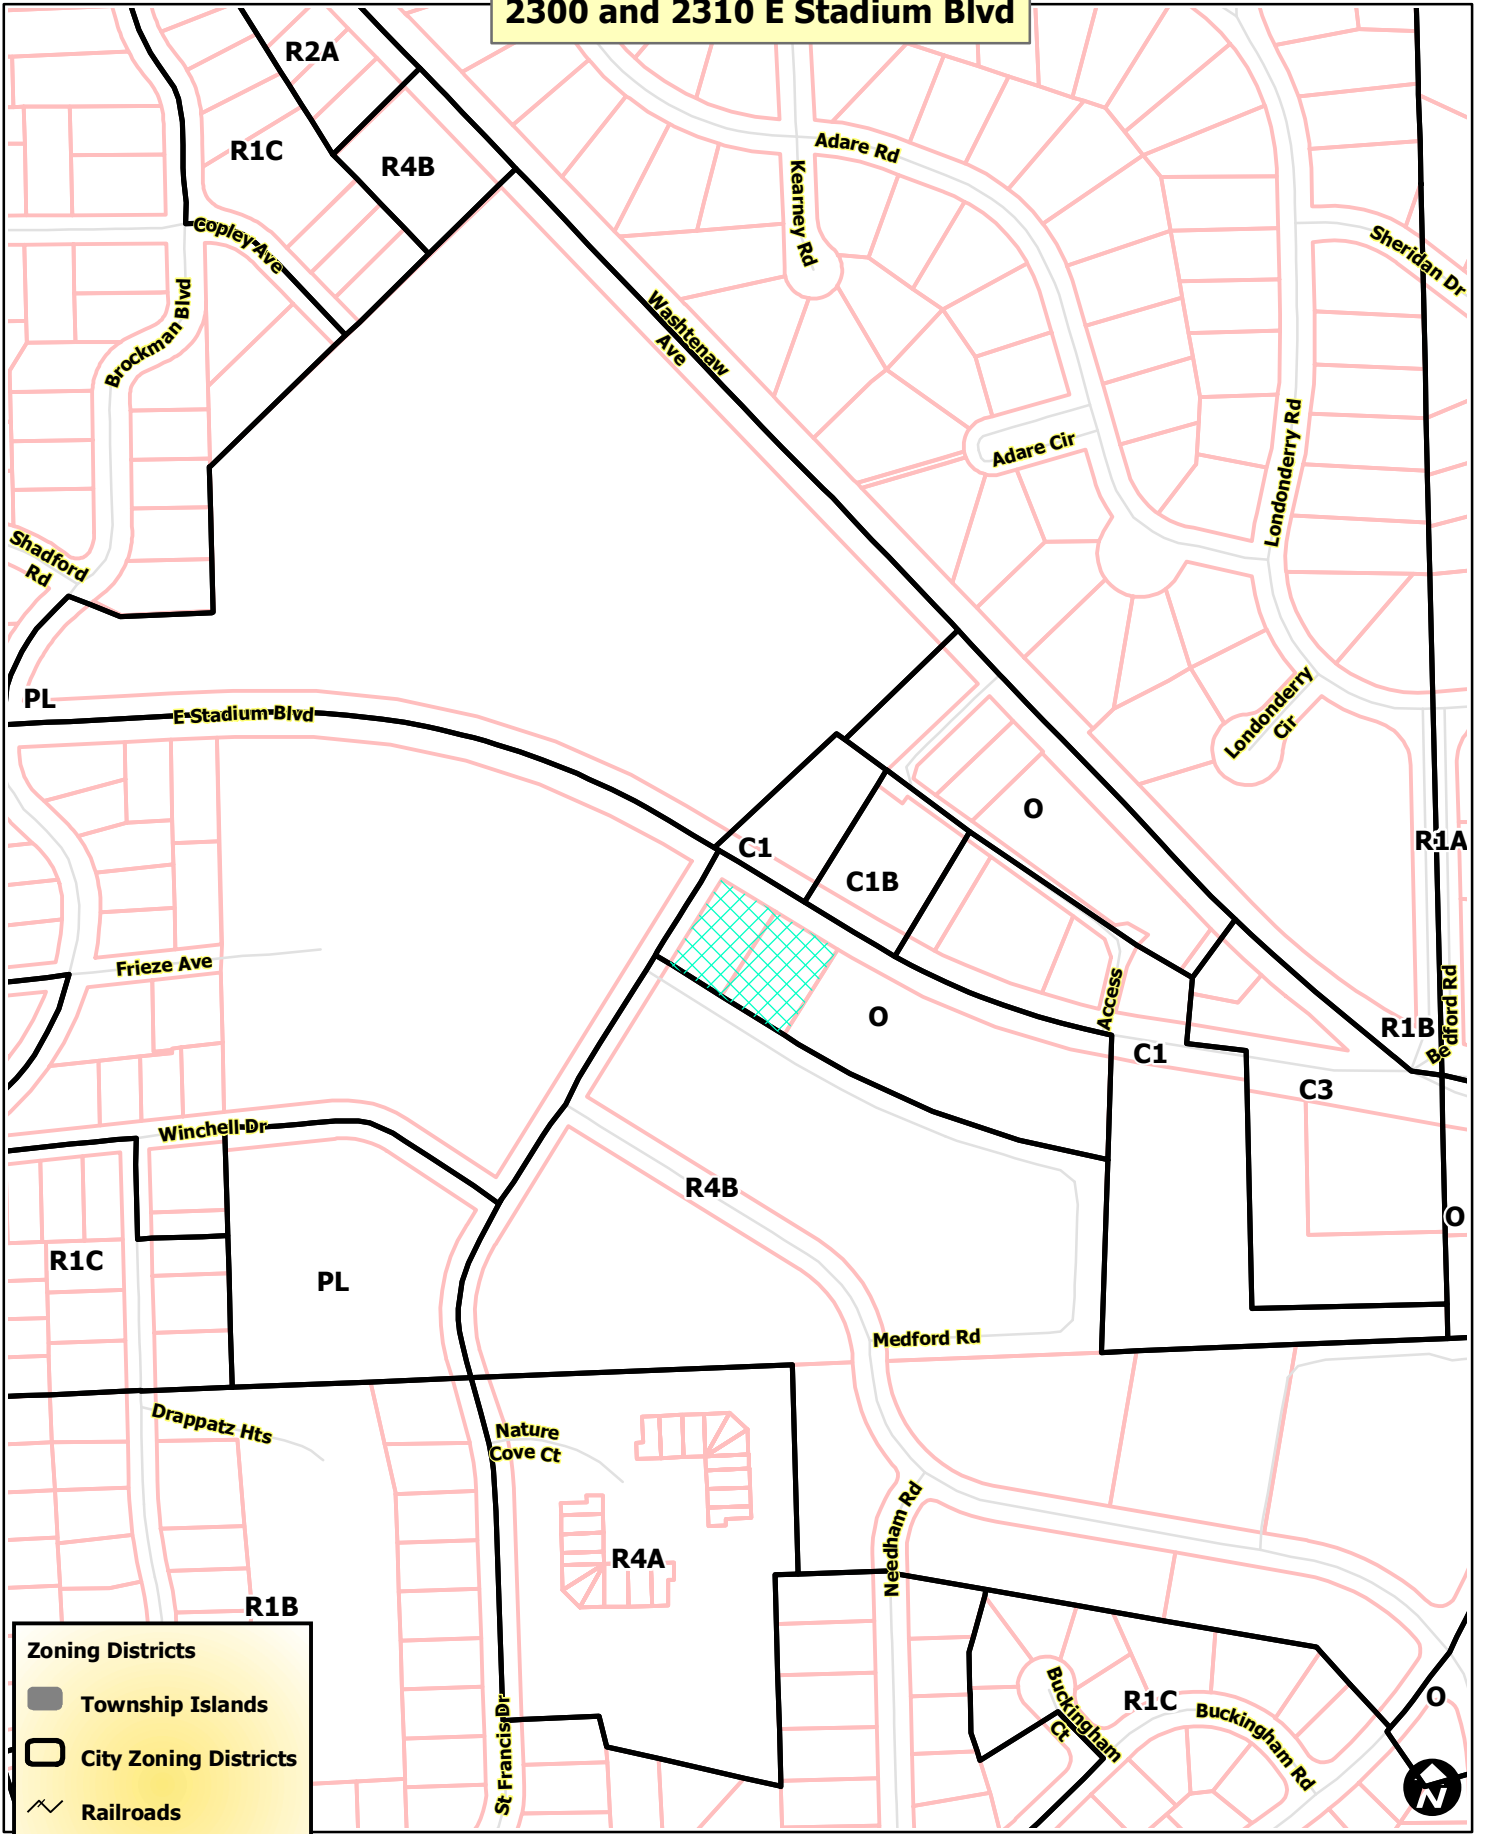 2300 and 2310 E Stadium Blvd
R2A
R1C
R4B
Adare Rd
Kearney Rd
Copley Ave
Sheridan Dr
Brockman Blvd
Washtenaw
Ave
Adare Cir
Londonderry Rd
Shadford
Rd
PL
E Stadium Blvd
Londonderry
Cir
O
R1A
C1
C1B
Frieze Ave
Access
O
Bedford Rd
R1B
C1
C3
Winchell Dr
R4B
O
R1C
PL
Medford Rd
Drappatz Hts
Nature
Cove Ct
R4A
Needham Rd
R1B
St Francis Dr
Buckingham
Ct
R1C
Buckingham Rd
O
Zoning Districts
Township Islands
City Zoning Districts
Railroads
N